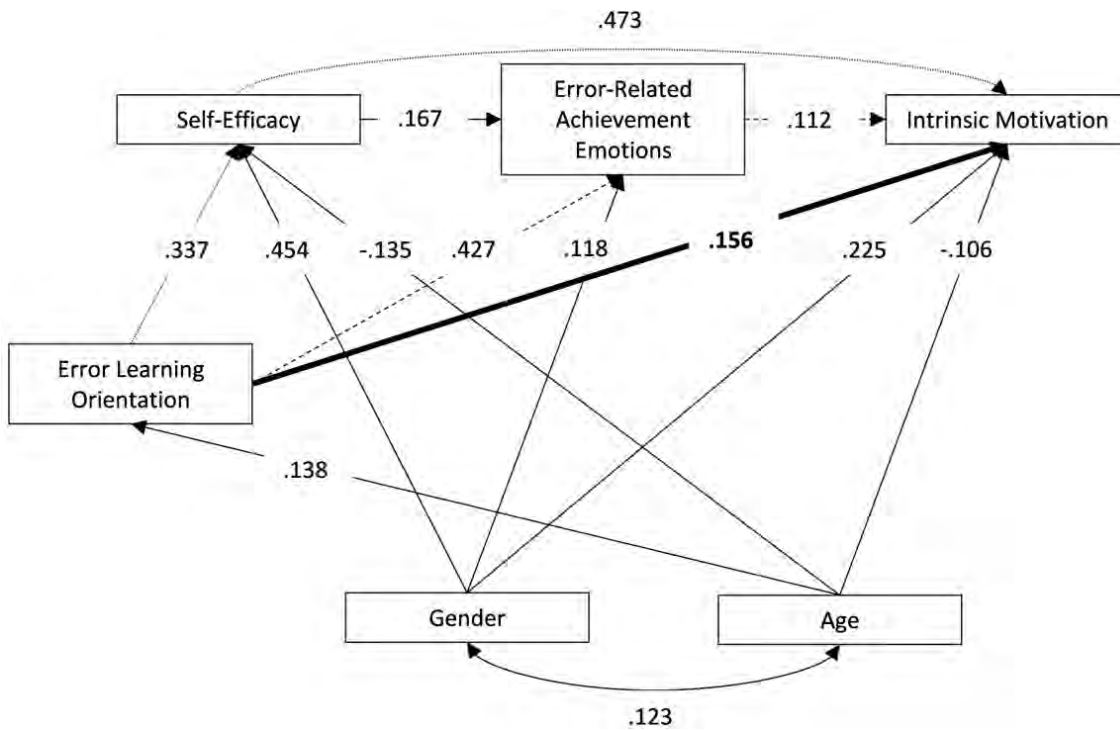 .473
Self-Efficacy
.167
Error-Related
Achievement
Emotions
.112
Intrinsic Motivation
.337
.454
-.135
.427
.118
.156
.225
-.106
Error Learning
Orientation
.138
Gender
Age
.123